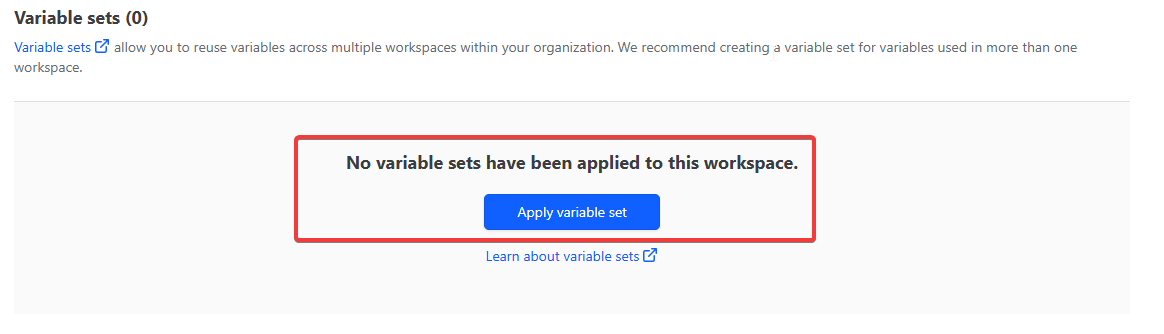 Variable sets (0)
Variable sets allow you to reuse variables across multiple workspaces within your organization. We recommend creating a variable set for variables used in more than one
workspace.
No variable sets have been applied to this workspace.
Apply variable set
Learn about variable sets